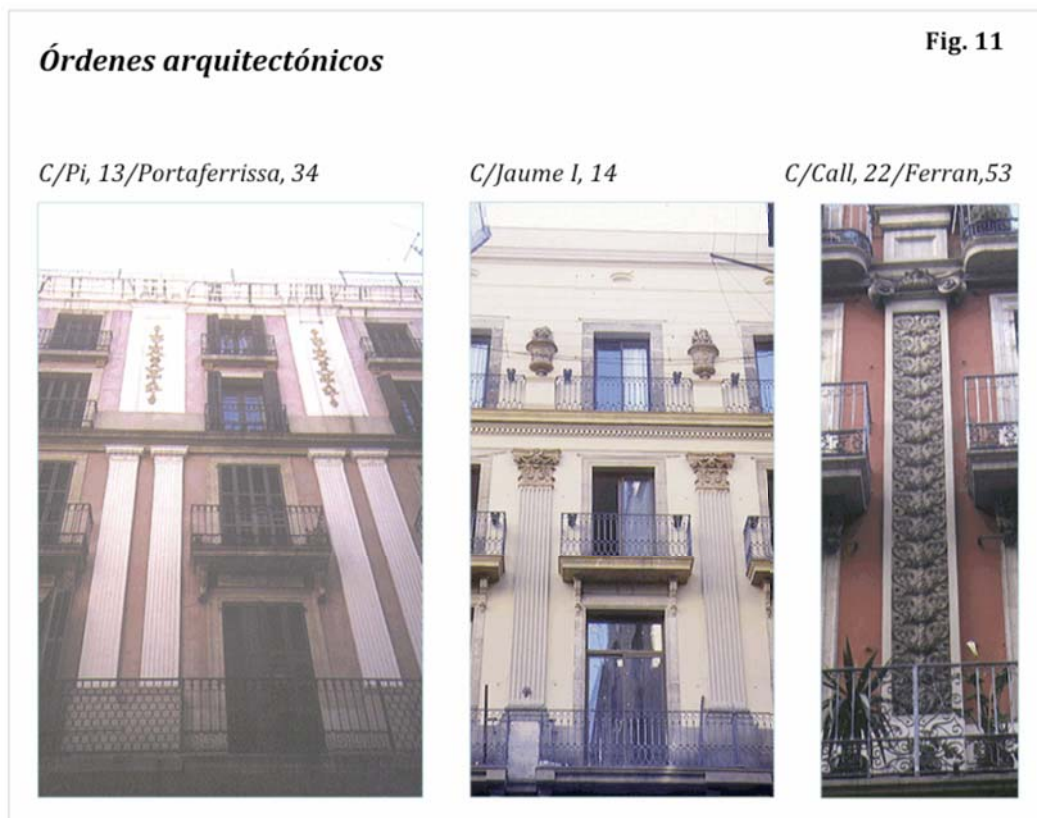 Fig. 11
Órdenes arquitectónicos
C/Pi, 13/Portaferrissa, 34
C/Jaume I, 14
C/Call, 22/Ferran,53